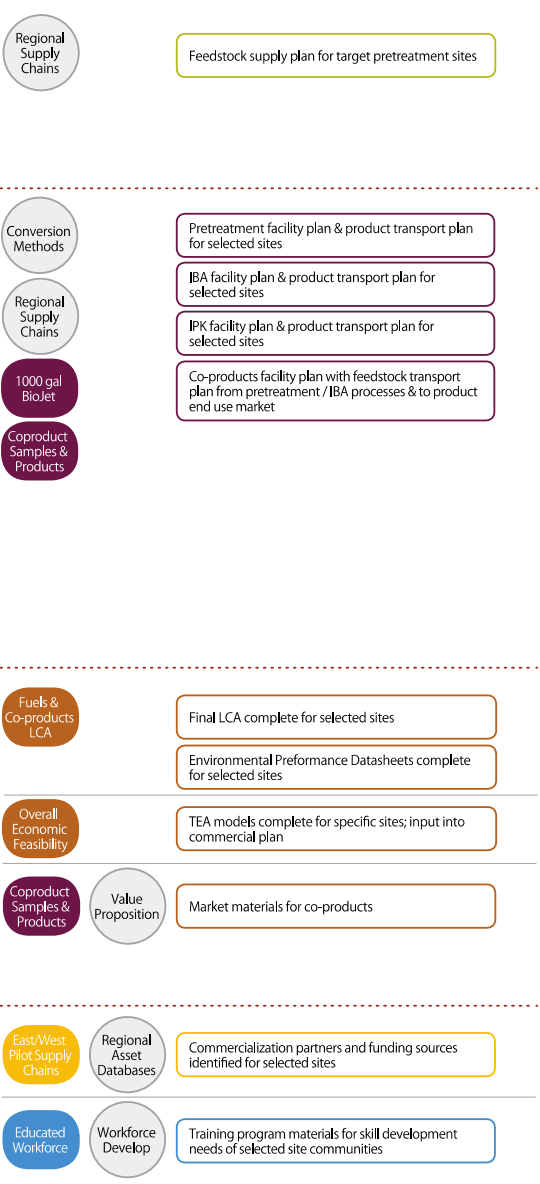 Regional
Supply
Chains
Feedstock supply plan for target pretreatment sites
Conversion
Methods
Pretreatment facility plan & product transport plan
for selected sites
IBA facility plan & product transport plan for
selected sites
Regional
Supply
Chains
IPK facility plan & product transport plan for
selected sites
1000 gal
BioJet
Co-products facility plan with feedstock transport
plan from pretreatment / IBA processes & to product
end use market
Coproduct
Samples &
Products
Fuels &
Co-products
LCA
Final LCA complete for selected sites
Environmental Preformance Datasheets complete
for selected sites
Overall
Economic
Feasibility
TEA models complete for specific sites; input into
commercial plan
Coproduct
Samples &
Products
Value
Proposition
Market materials for co-products
East/West
Pilot Supply
Chains
Regional
Asset
Databases
Commercialization partners and funding sources
identified for selected sites
Educated
Workforce
Workforce
Develop
Training program materials for skill development
needs of selected site communities